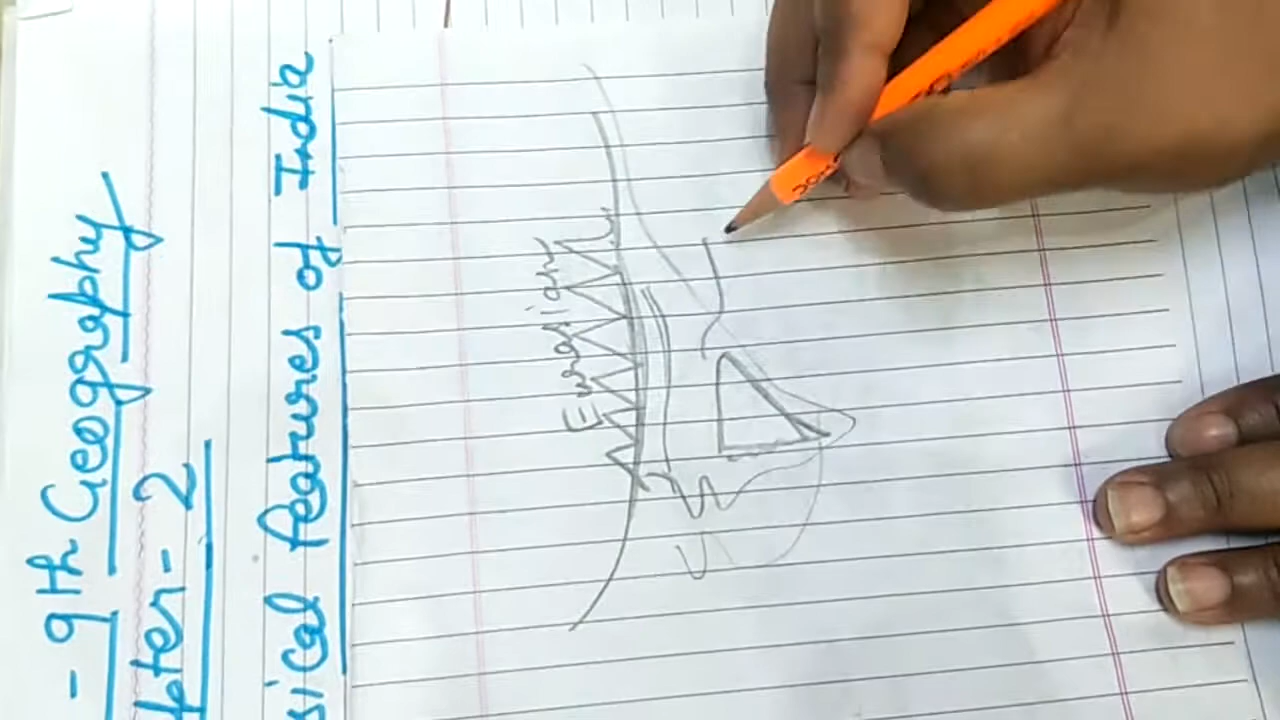 - 9th Geography
pter- 2
sical features of India
Eurasian